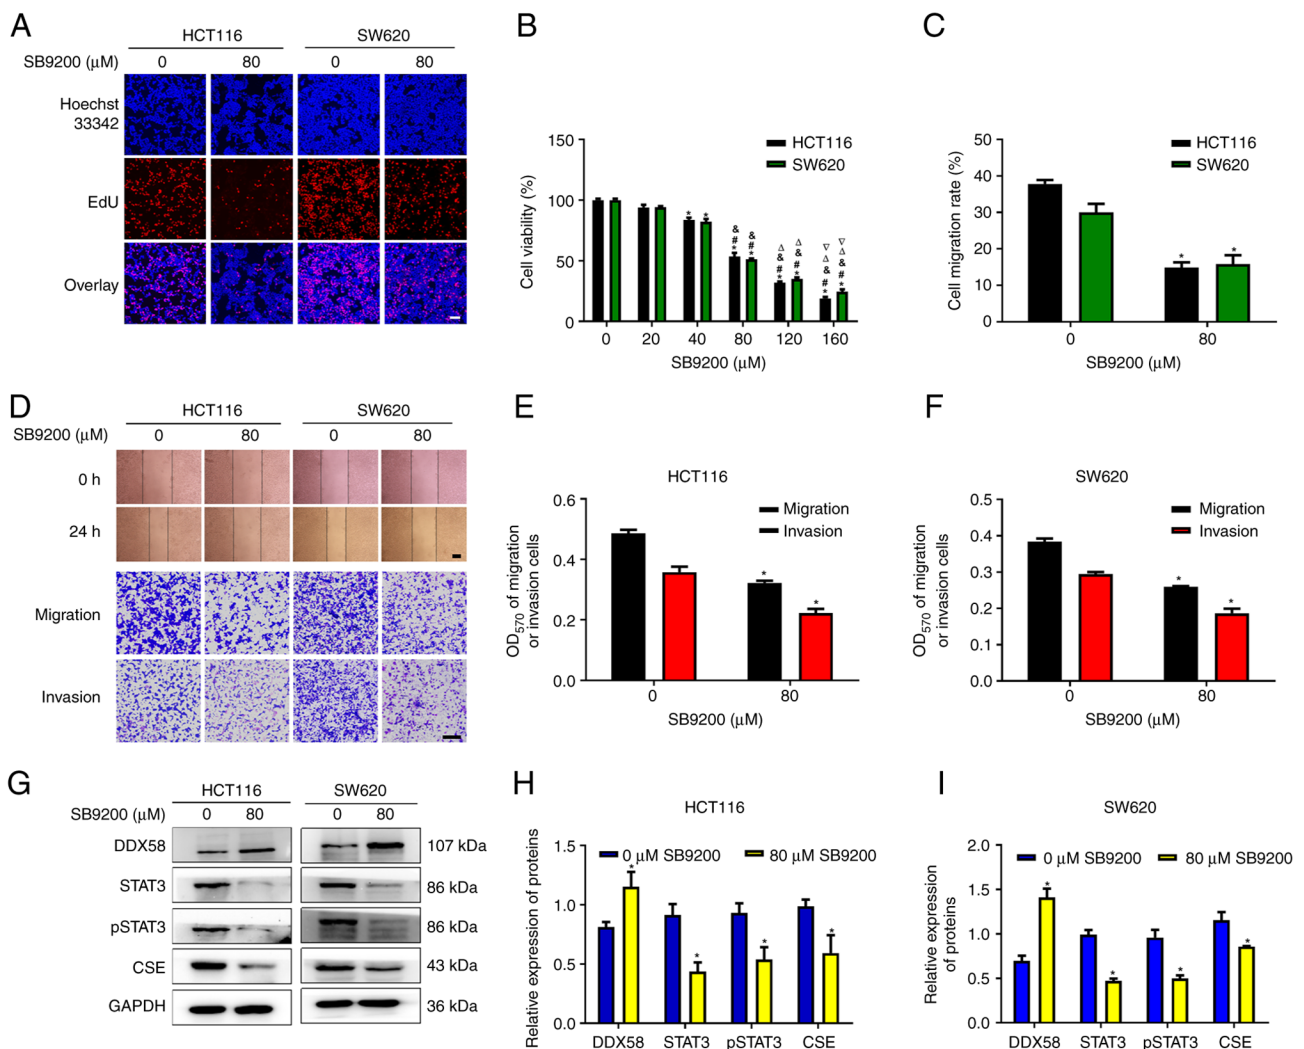 A
HCT116 SW620
SB9200 (μM) 0 80 0 80
Hoechst
33342
EdU
Overlay
B
150
100
50
0
Cell viability (%)
HCT116
SW620
* * & # * & # * Δ & # * Δ & # * ∇ Δ & # * ∇ Δ & # *
0 20 40 80 120 160
SB9200 (μM)
C
50
40
30
20
10
0
Cell migration rate (%)
HCT116
SW620
* *
0 80
SB9200 (μM)
D
HCT116 SW620
SB9200 (μM) 0 80 0 80
0 h
24 h
Migration
Invasion
E
HCT116
0.6
0.4
0.2
0.0
OD570 of migration
or invasion cells
Migration
Invasion
* *
0 80
SB9200 (μM)
F
SW620
0.5
0.4
0.3
0.2
0.1
0.0
OD570 of migration
or invasion cells
Migration
Invasion
* *
0 80
SB9200 (μM)
G
HCT116 SW620
SB9200 (μM) 0 80 0 80
DDX58 107 kDa
STAT3 86 kDa
pSTAT3 86 kDa
CSE 43 kDa
GAPDH 36 kDa
H
HCT116
1.5
1.0
0.5
0.0
Relative expression of proteins
0 μM SB9200 80 μM SB9200
* * * *
DDX58 STAT3 pSTAT3 CSE
I
SW620
2.0
1.5
1.0
0.5
0.0
Relative expression
of proteins
0 μM SB9200 80 μM SB9200
* * * *
DDX58 STAT3 pSTAT3 CSE